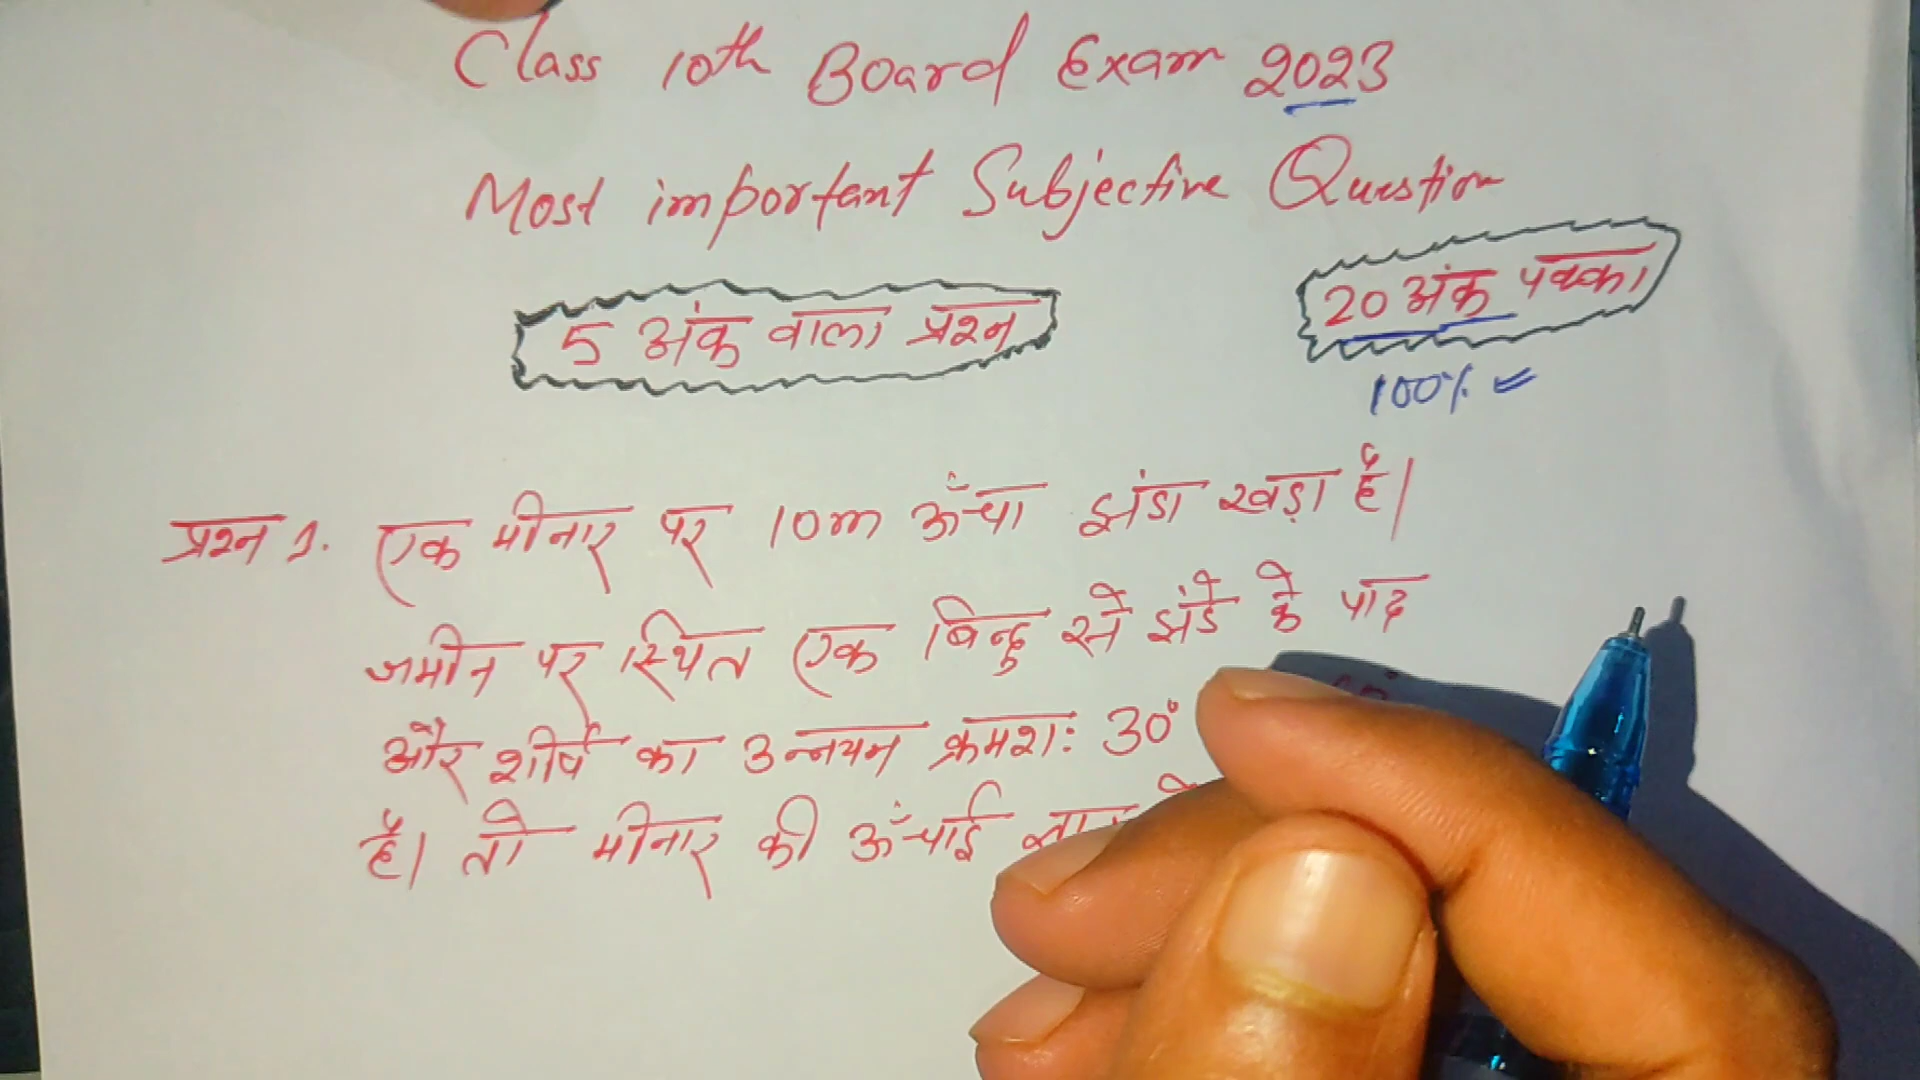 Class 10th Board Exam 2023
Most important Subjective Question
5 अंक वाला प्रश्न
20 अंक पक्का
100%
प्रश्न 1. एक मीनार पर 10m ऊँचा झंडा खड़ा है।
जमीन पर स्थित एक बिन्दु से झंडे के पाद
और शीर्ष का उन्नयन क्रमशः 30°
है। तो मीनार की ऊँचाई